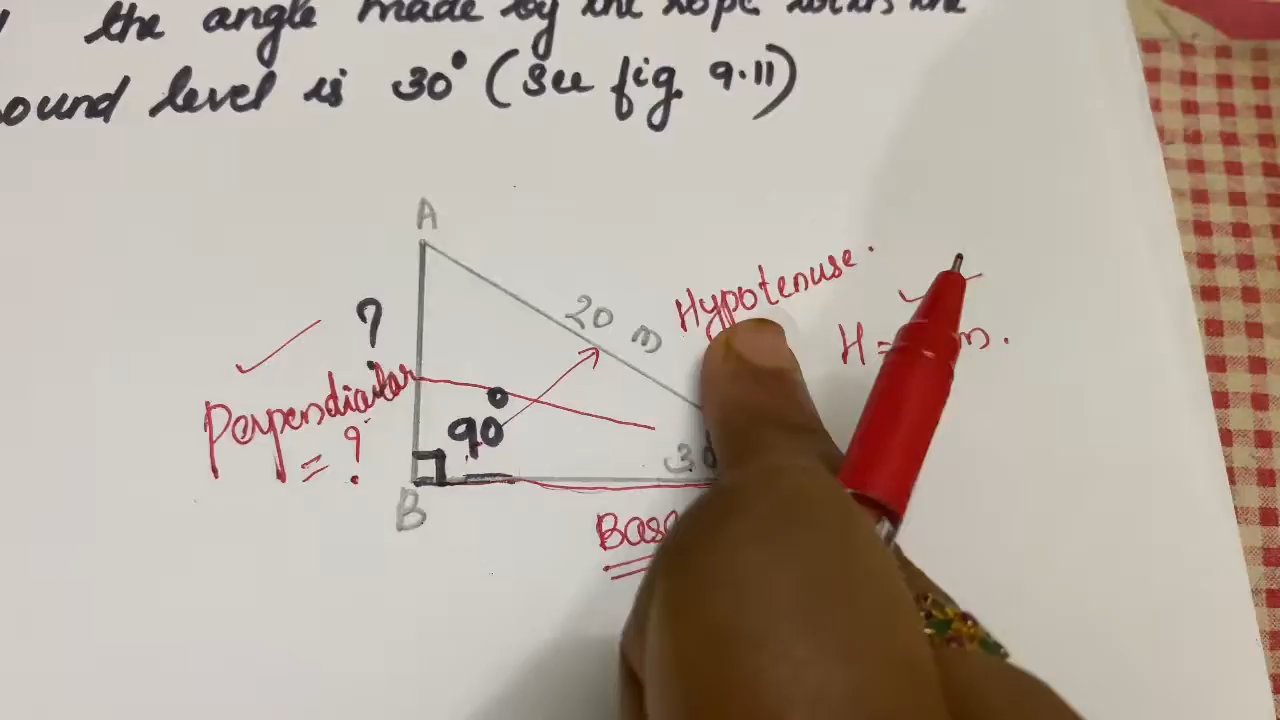 the angle made by the rope with the
ound level is 30° (See fig. 9.11)
A
?
20 m
Hypotenuse.
H = m.
Perpendicular
= ?
90°
30
B
Base